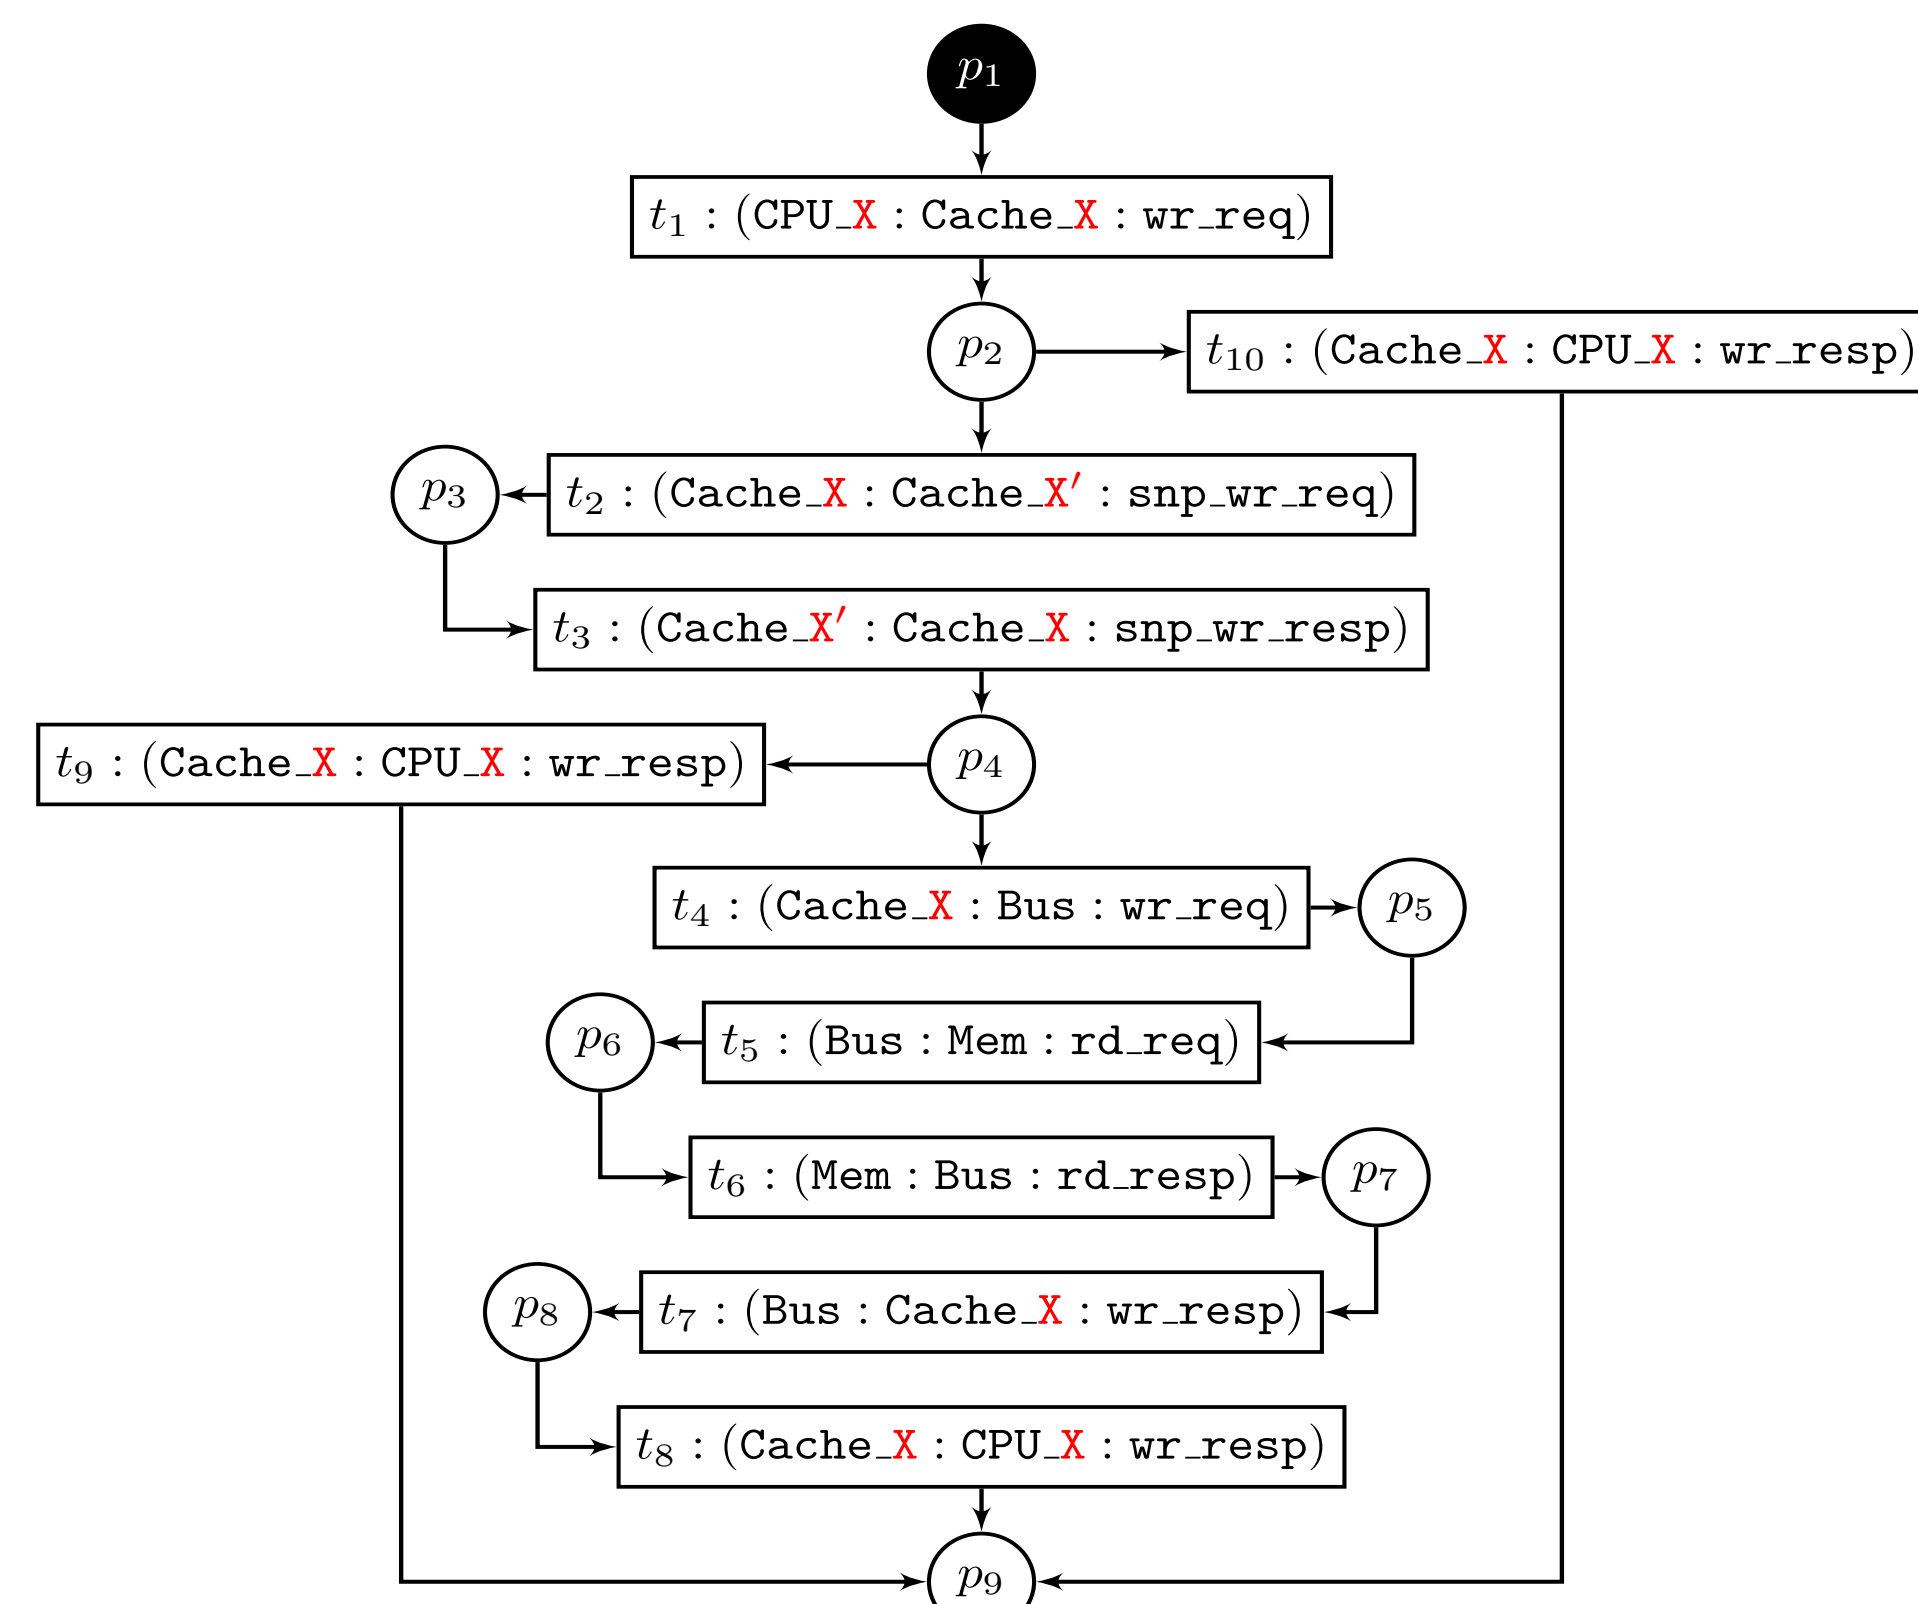 p₁
t₁ : (CPU_X : Cache_X : wr_req)
p₂
t₁₀ : (Cache_X : CPU_X : wr_resp)
p₃
t₂ : (Cache_X : Cache_X′ : snp_wr_req)
t₃ : (Cache_X′ : Cache_X : snp_wr_resp)
t₉ : (Cache_X : CPU_X : wr_resp)
p₄
t₄ : (Cache_X : Bus : wr_req)
p₅
p₆
t₅ : (Bus : Mem : rd_req)
t₆ : (Mem : Bus : rd_resp)
p₇
p₈
t₇ : (Bus : Cache_X : wr_resp)
t₈ : (Cache_X : CPU_X : wr_resp)
p₉